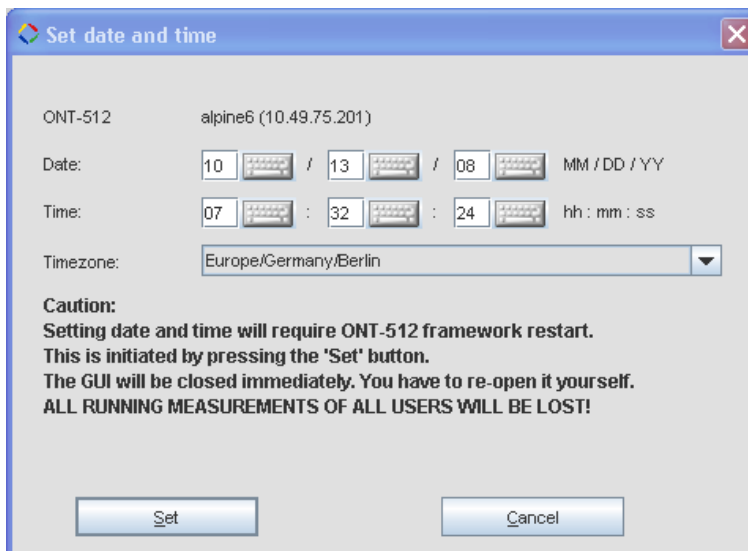 Set date and time
ONT-512 alpine6 (10.49.75.201)
Date: 10 / 13 / 08 MM / DD / YY
Time: 07 : 32 : 24 hh : mm : ss
Timezone: Europe/Germany/Berlin
Caution:
Setting date and time will require ONT-512 framework restart.
This is initiated by pressing the 'Set' button.
The GUI will be closed immediately. You have to re-open it yourself.
ALL RUNNING MEASUREMENTS OF ALL USERS WILL BE LOST!
Set Cancel